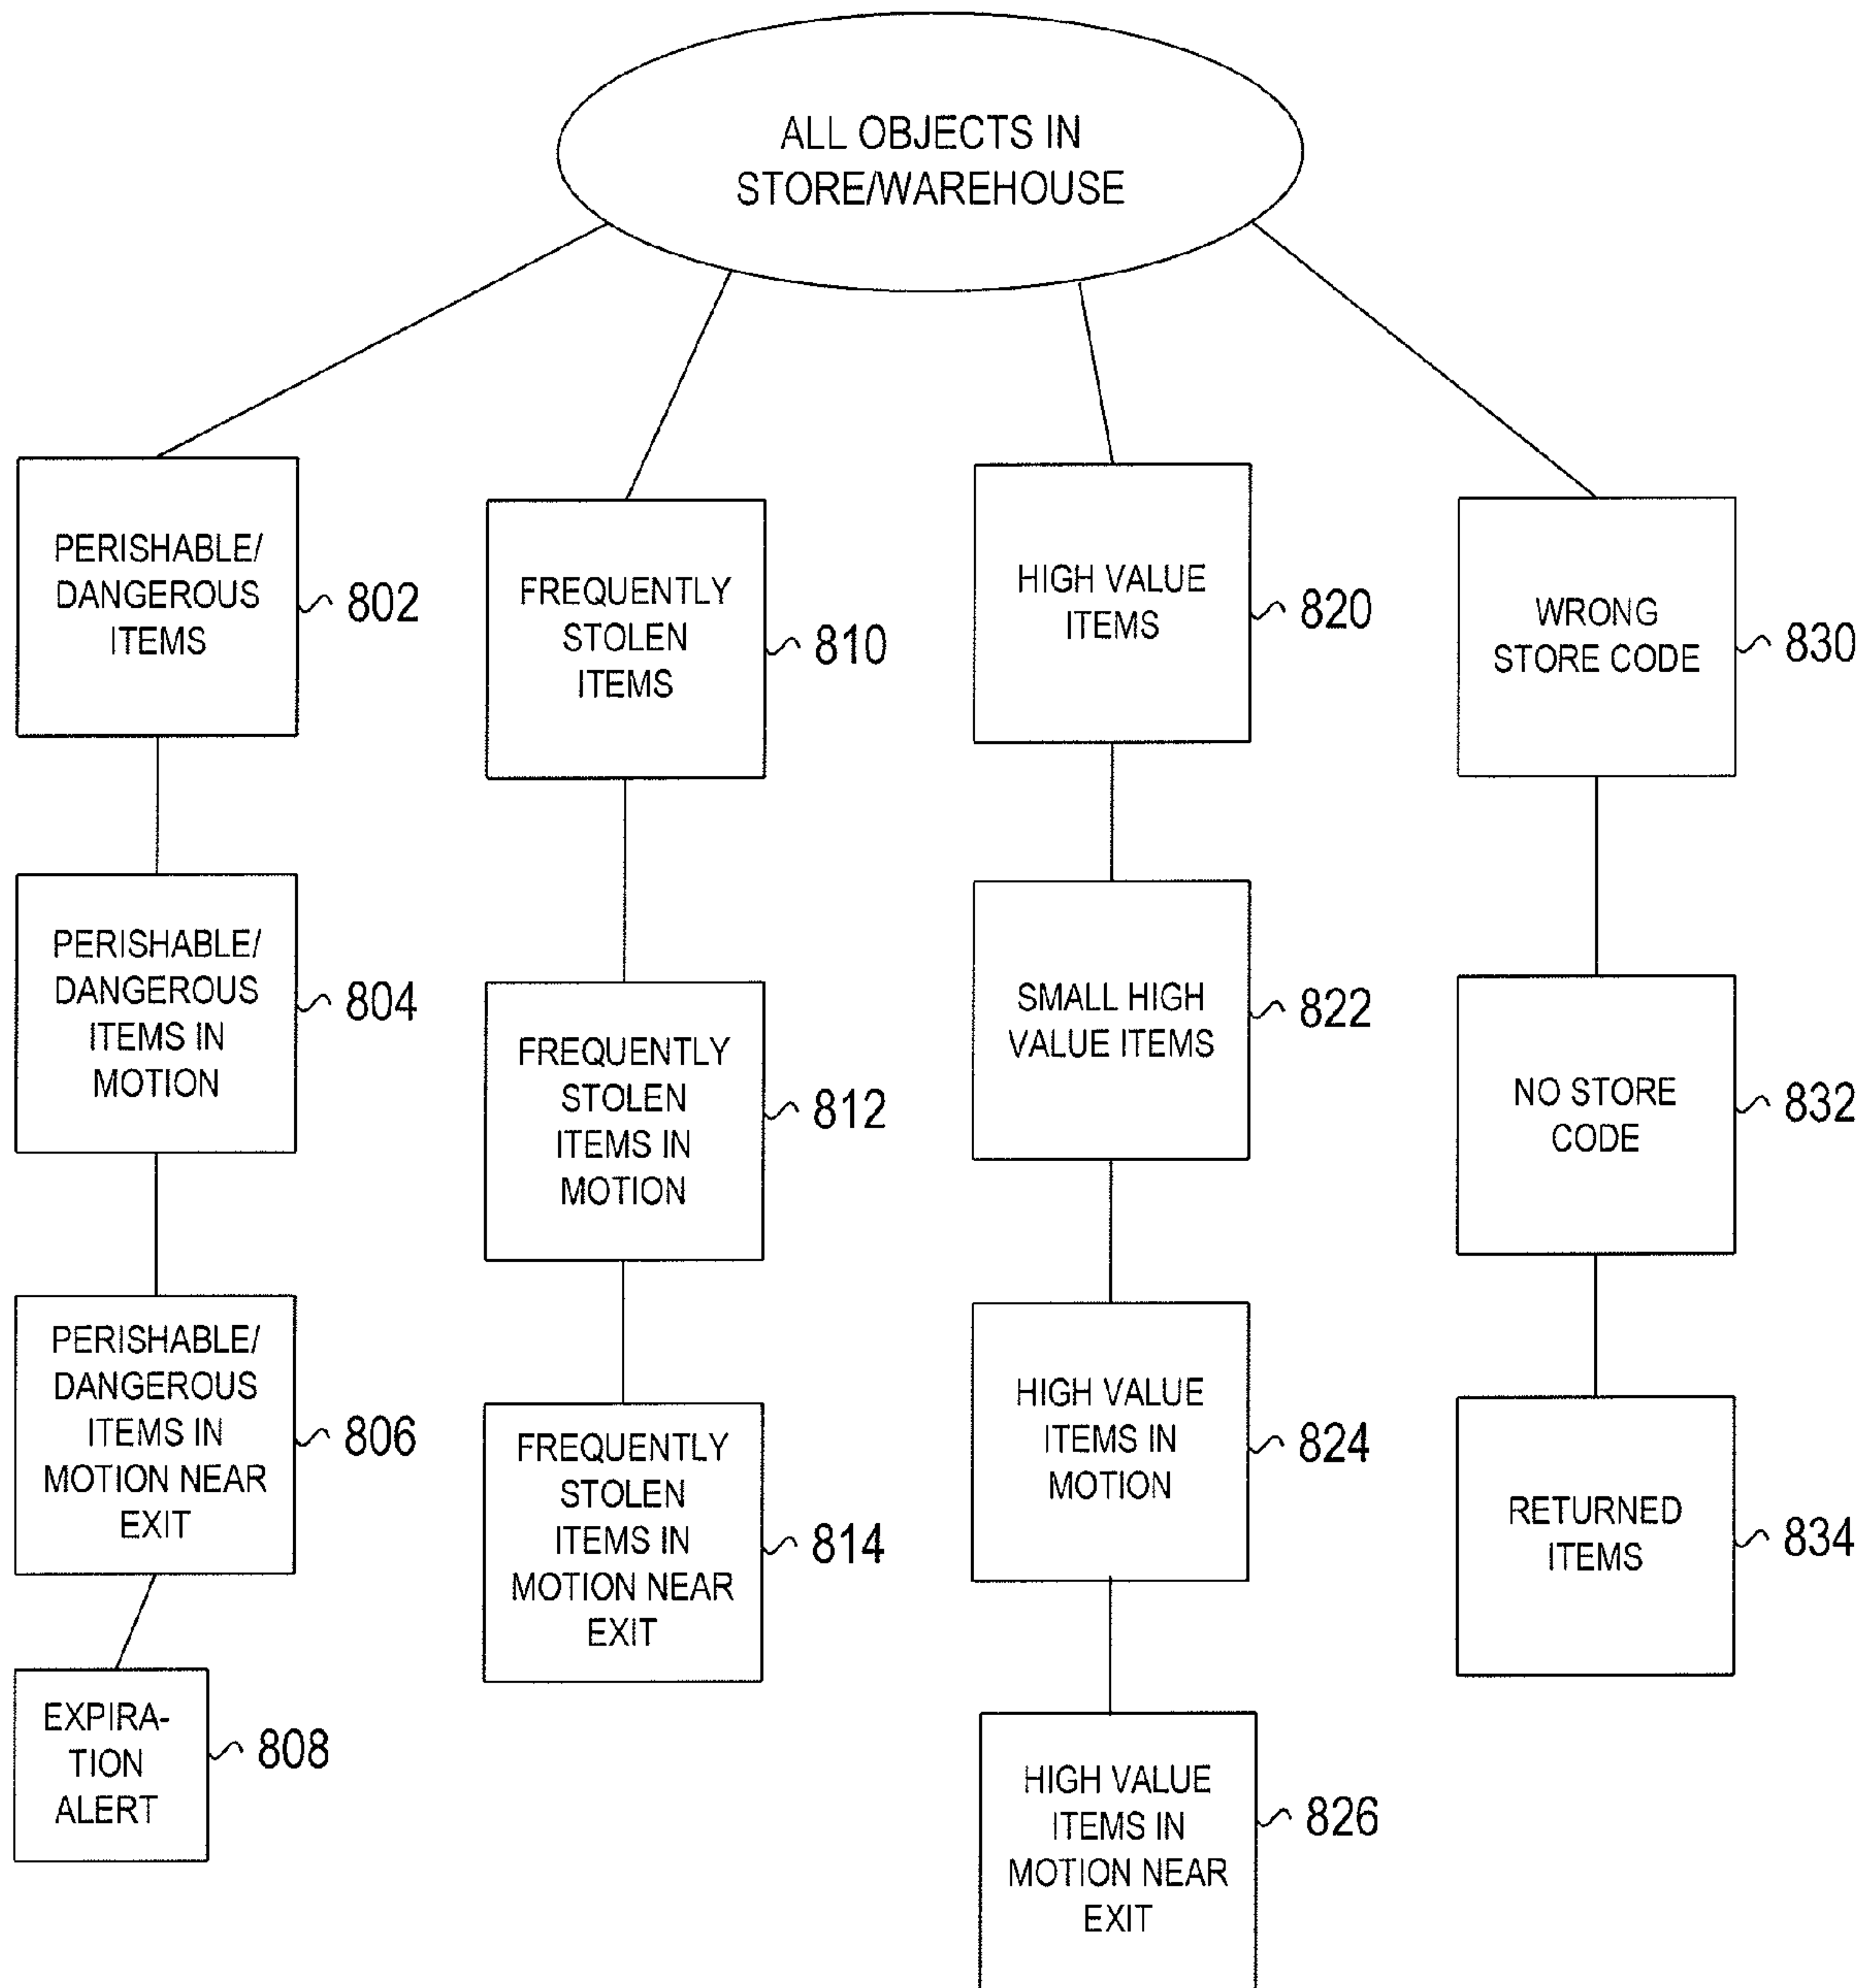 ALL OBJECTS IN
STORE/WAREHOUSE
PERISHABLE/
DANGEROUS
ITEMS
802
PERISHABLE/
DANGEROUS
ITEMS IN
MOTION
804
PERISHABLE/
DANGEROUS
ITEMS IN
MOTION NEAR
EXIT
806
EXPIRA-
TION
ALERT
808
FREQUENTLY
STOLEN
ITEMS
810
FREQUENTLY
STOLEN
ITEMS IN
MOTION
812
FREQUENTLY
STOLEN
ITEMS IN
MOTION NEAR
EXIT
814
HIGH VALUE
ITEMS
820
SMALL HIGH
VALUE ITEMS
822
HIGH VALUE
ITEMS IN
MOTION
824
HIGH VALUE
ITEMS IN
MOTION NEAR
EXIT
826
WRONG
STORE CODE
830
NO STORE
CODE
832
RETURNED
ITEMS
834